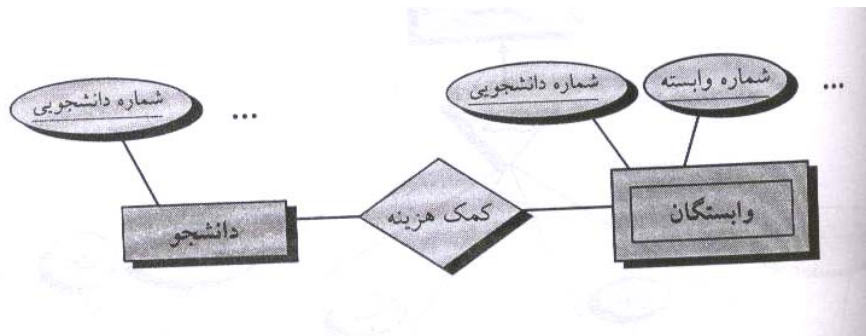 شماره وابسته ...
شماره دانشجویی
شماره دانشجویی ...
وابستگان
کمک هزینه
دانشجو